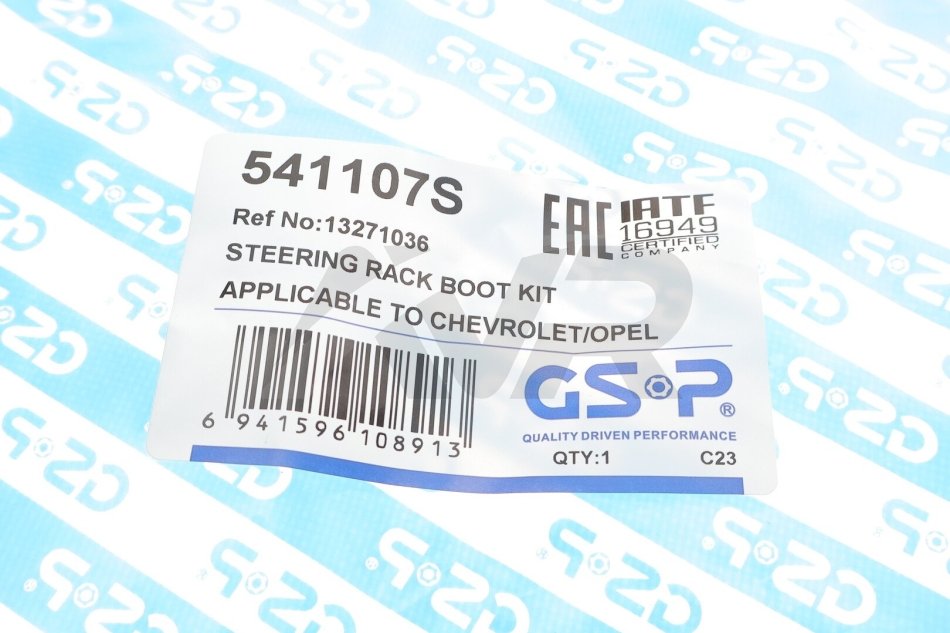 541107S
Ref No:13271036
STEERING RACK BOOT KIT
APPLICABLE TO CHEVROLET/OPEL
EAC
IATF
16949
CERTIFIED
COMPANY
6 941596 108913
GSP®
QUALITY DRIVEN PERFORMANCE
QTY:1 C23